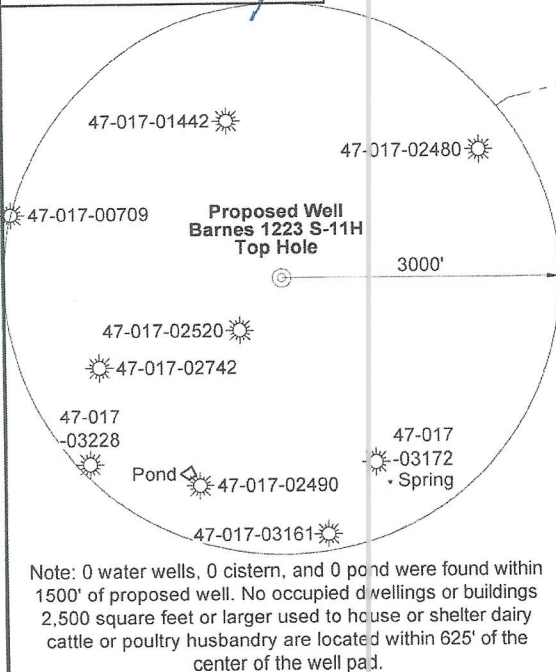 47-017-01442
47-017-02480
47-017-00709
Proposed Well
Barnes 1223 S-11H
Top Hole
3000'
47-017-02520
47-017-02742
47-017
-03228
47-017
-03172
Pond
47-017-02490
Spring
47-017-03161
Note: 0 water wells, 0 cistern, and 0 pond were found within
1500' of proposed well. No occupied dwellings or buildings
2,500 square feet or larger used to house or shelter dairy
cattle or poultry husbandry are located within 625' of the
center of the well pad.